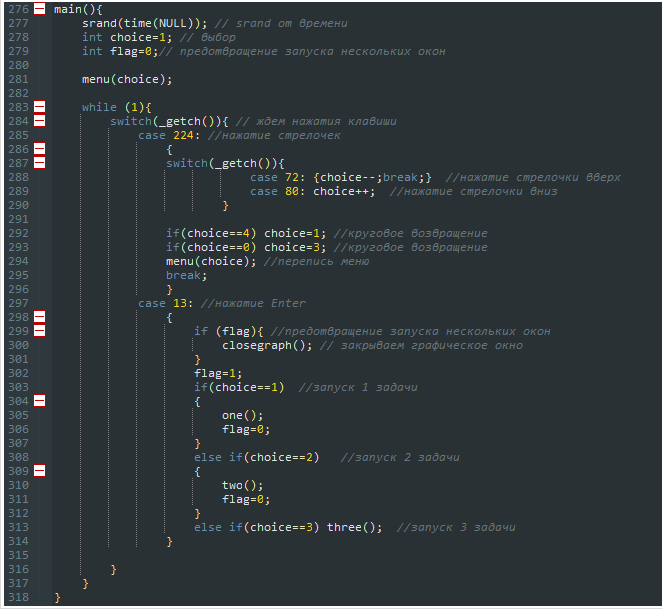 276 main(){
277     srand(time(NULL)); // srand от времени
278     int choice=1; // выбор
279     int flag=0;// предотвращение запуска нескольких окон
280
281     menu(choice);
282
283     while (1){
284         switch(_getch()){ // ждем нажатия клавиши
285             case 224: //нажатие стрелочек
286                 {
287                 switch(_getch()){
288                             case 72: {choice--;break;}  //нажатие стрелочки вверх
289                             case 80: choice++;  //нажатие стрелочки вниз
290                         }
291
292                 if(choice==4) choice=1; //круговое возвращение
293                 if(choice==0) choice=3; //круговое возвращение
294                 menu(choice); //перепись меню
295                 break;
296                 }
297             case 13: //нажатие Enter
298                 {
299                     if (flag){ //предотвращение запуска нескольких окон
300                         closegraph(); // закрываем графическое окно
301                     }
302                     flag=1;
303                     if(choice==1)  //запуск 1 задачи
304                     {
305                         one();
306                         flag=0;
307                     }
308                     else if(choice==2)   //запуск 2 задачи
309                     {
310                         two();
311                         flag=0;
312                     }
313                     else if(choice==3) three();  //запуск 3 задачи
314                 }
315
316         }
317     }
318 }